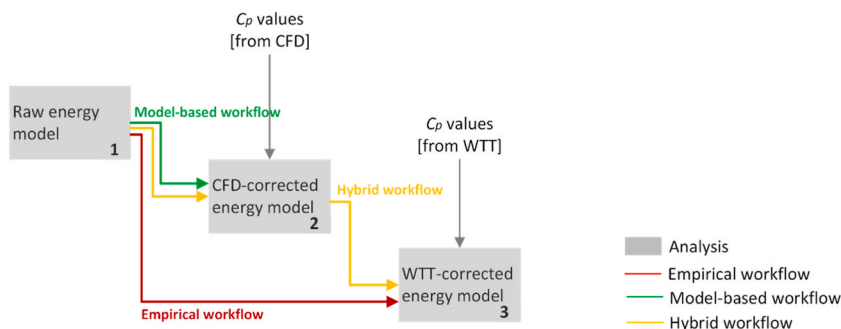 Cp values
[from CFD]
Raw energy
model
1
Model-based workflow
Cp values
[from WTT]
CFD-corrected
energy model
2
Hybrid workflow
WTT-corrected
energy model
3
Empirical workflow
Analysis
Empirical workflow
Model-based workflow
Hybrid workflow